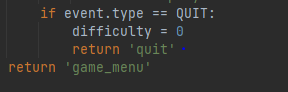 if event.type == QUIT:
difficulty = 0
return 'quit'
return 'game_menu'